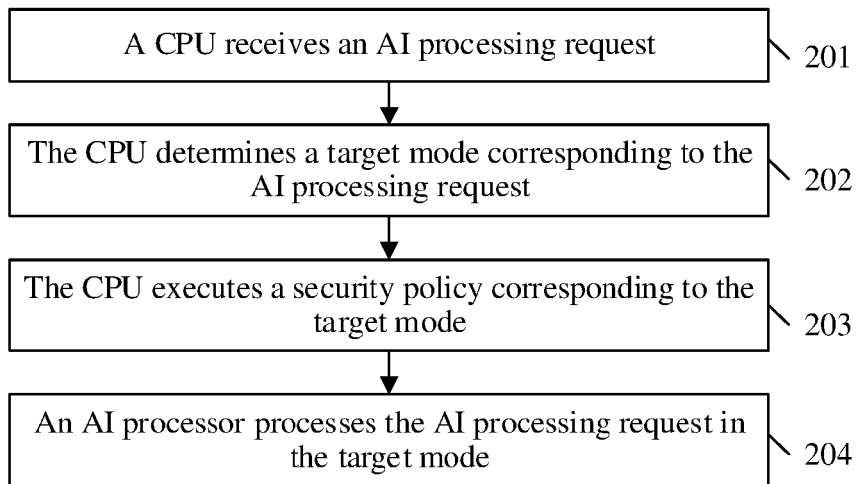 A CPU receives an AI processing request
201
The CPU determines a target mode corresponding to the
AI processing request
202
The CPU executes a security policy corresponding to the
target mode
203
An AI processor processes the AI processing request in
the target mode
204